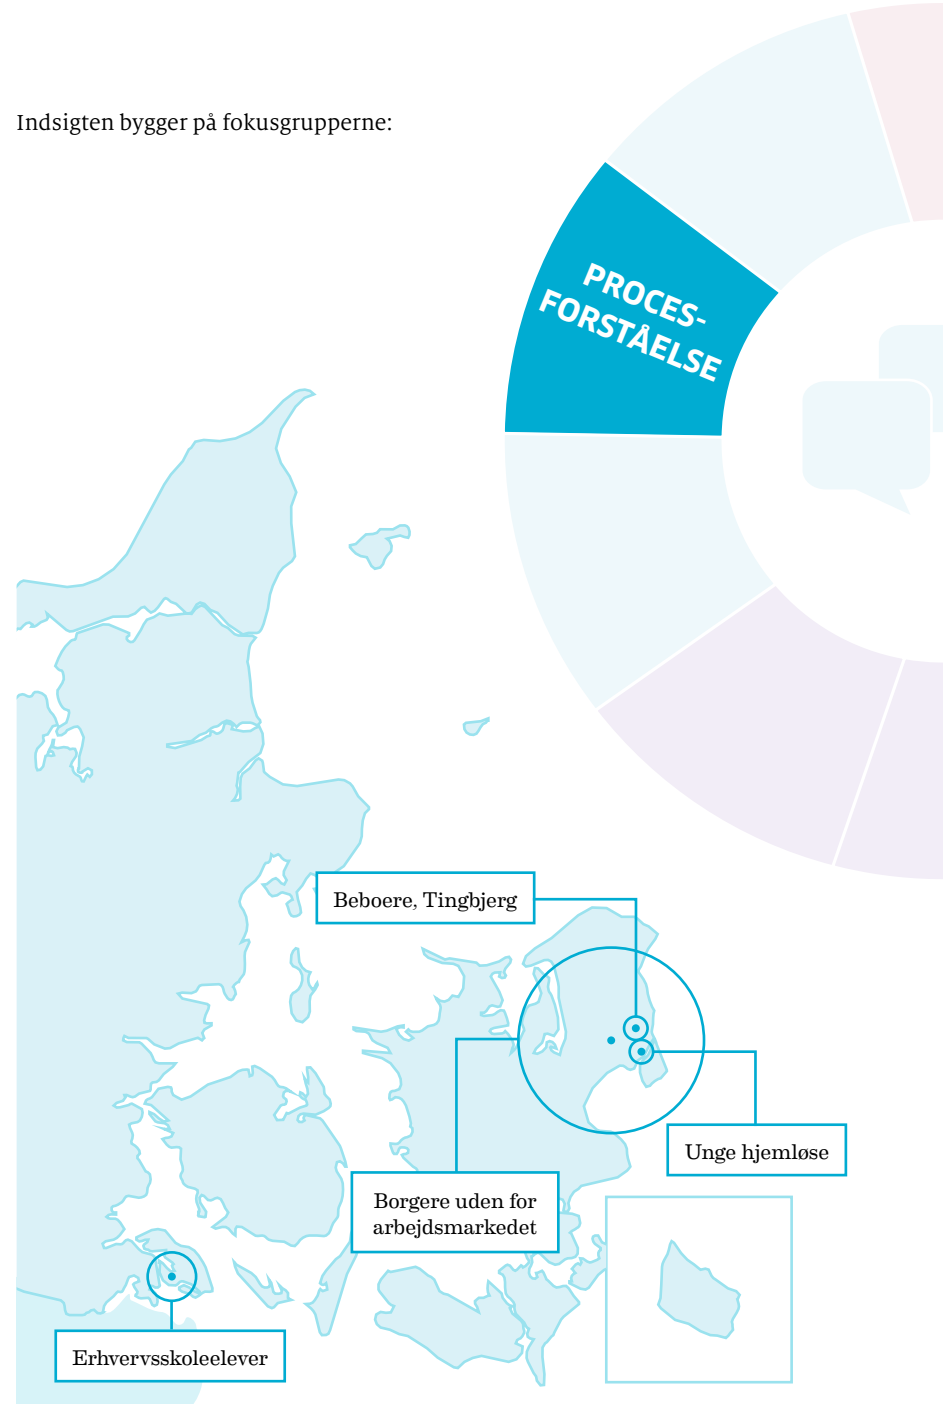 Indsigten bygger på fokusgrupperne:
PROCES-
FORSTÅELSE
Beboere, Tingbjerg
Unge hjemløse
Borgere uden for
arbejdsmarkedet
Erhvervsskoleelever